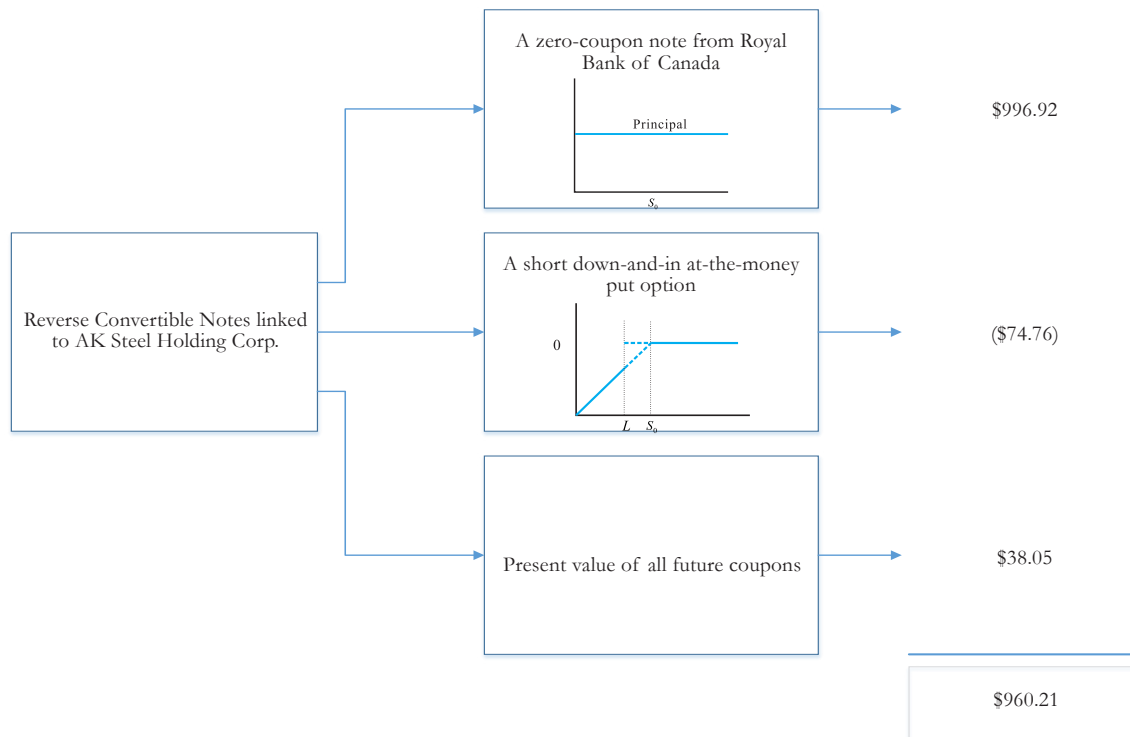 A zero-coupon note from Royal
Bank of Canada
Principal
S₀
$996.92
Reverse Convertible Notes linked
to AK Steel Holding Corp.
A short down-and-in at-the-money
put option
0
L S₀
($74.76)
Present value of all future coupons
$38.05
$960.21